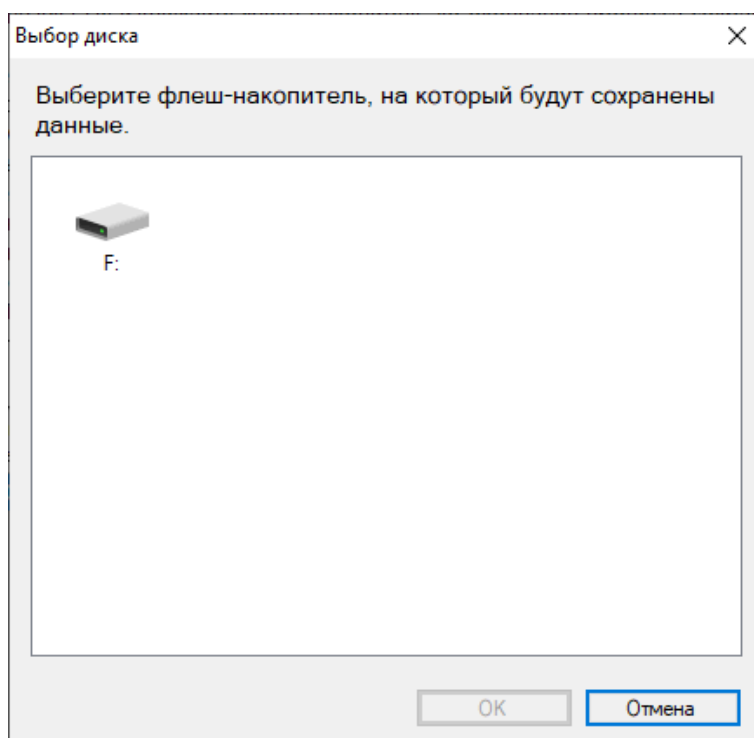 Выбор диска
Выберите флеш-накопитель, на который будут сохранены
данные.
F:
OK
Отмена